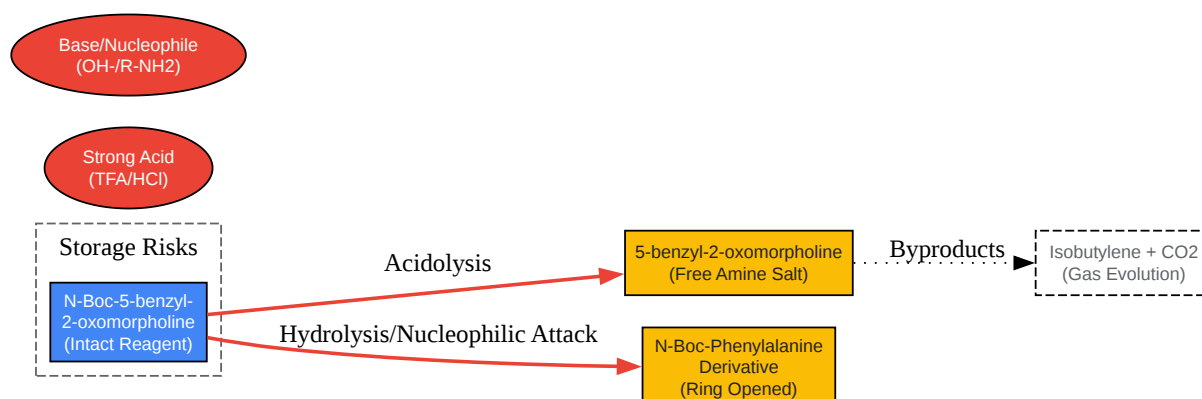 Base/Nucleophile
(OH-/R-NH2)
Strong Acid
(TFA/HCl)
Storage Risks
N-Boc-5-benzyl-
2-oxomorpholine
(Intact Reagent)
Acidolysis
Hydrolysis/Nucleophilic Attack
5-benzyl-2-oxomorpholine
(Free Amine Salt)
Byproducts
Isobutylene + CO2
(Gas Evolution)
N-Boc-Phenylalanine
Derivative
(Ring Opened)